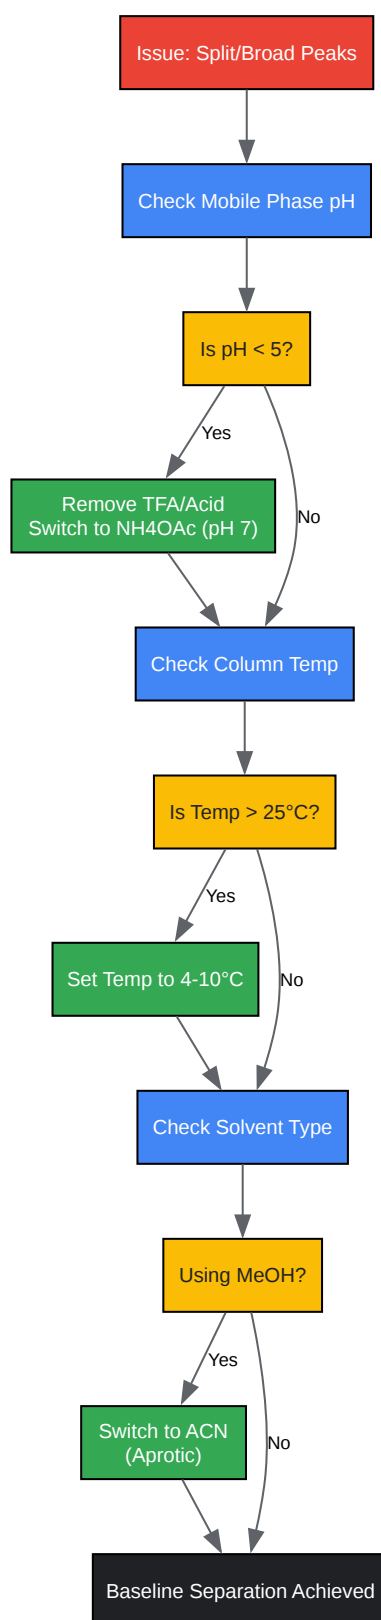 Issue: Split/Broad Peaks
Check Mobile Phase pH
Is pH < 5?
Yes
Remove TFA/Acid
Switch to NH4OAc (pH 7)
No
Check Column Temp
Is Temp > 25°C?
Yes
Set Temp to 4-10°C
No
Check Solvent Type
Using MeOH?
Yes
Switch to ACN
(Aprotic)
No
Baseline Separation Achieved